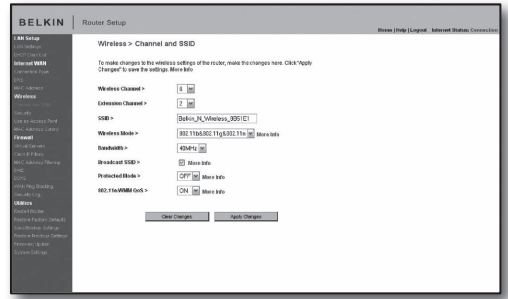 BELKIN | Router Setup
Home | Help | Logout Internet Status: Connection
LAN Setup
LAN Settings
DHCP Client List
Internet WAN
Connection Type
DNS
MAC Address
Wireless
Channel and SSID
Security
Use as Access Point
MAC Address Control
Firewall
Virtual Servers
Client IP Filters
MAC Address Filtering
DMZ
DDNS
WAN Ping Blocking
Security Log
Utilities
Restart Router
Restore Factory Defaults
Save/Backup Settings
Restore Previous Settings
Firmware Update
System Settings
Wireless > Channel and SSID
To make changes to the wireless settings of the router, make the changes here. Click "Apply
Changes" to save the settings. More Info
Wireless Channel > 6
Extension Channel > 2
SSID > Belkin_N_Wireless_8B51E1
Wireless Mode > 802.11b&802.11g&802.11n More Info
Bandwidth > 40MHz
Broadcast SSID > More Info
Protected Mode > OFF More Info
802.11e/WMM QoS > ON More Info
Clear Changes Apply Changes